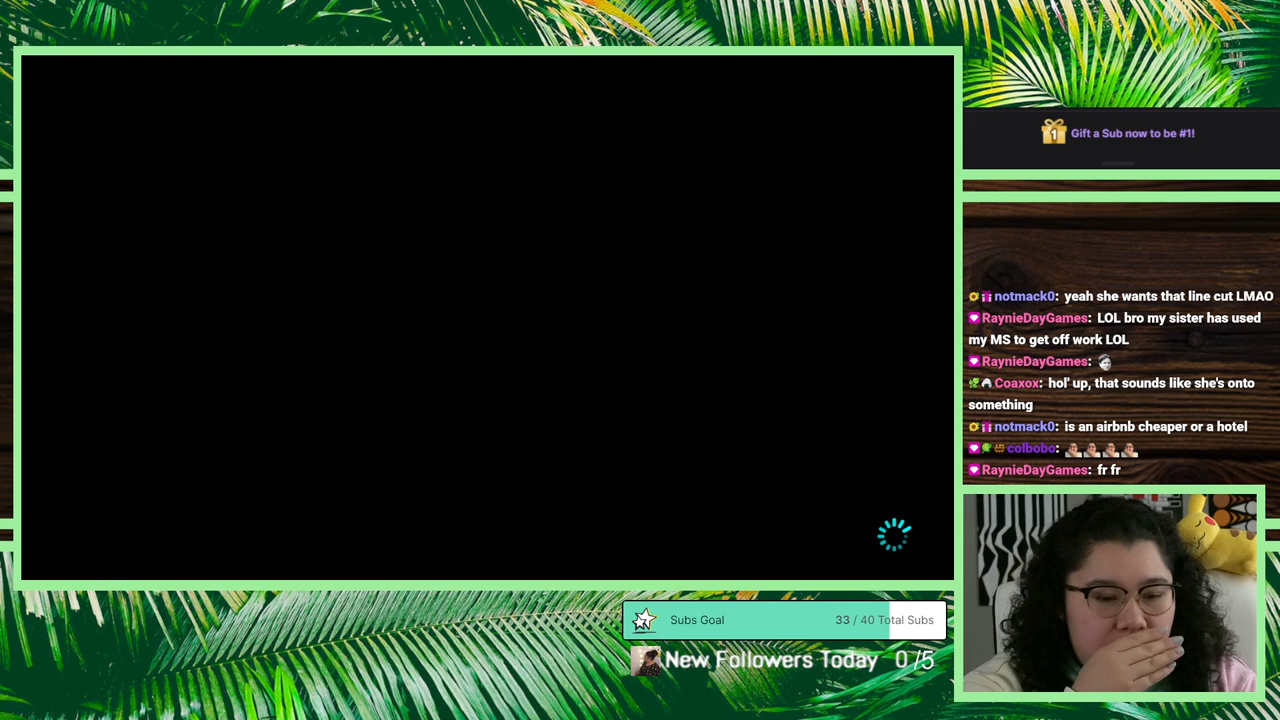 1 Gift a Sub now to be #1!
notmack0: yeah she wants that line cut LMAO
RaynieDayGames: LOL bro my sister has used
my MS to get off work LOL
RaynieDayGames:
Coaxox: hol' up, that sounds like she's onto
something
notmack0: is an airbnb cheaper or a hotel
colbobo:
RaynieDayGames: fr fr
Subs Goal 33 / 40 Total Subs
New Followers Today 0 /5